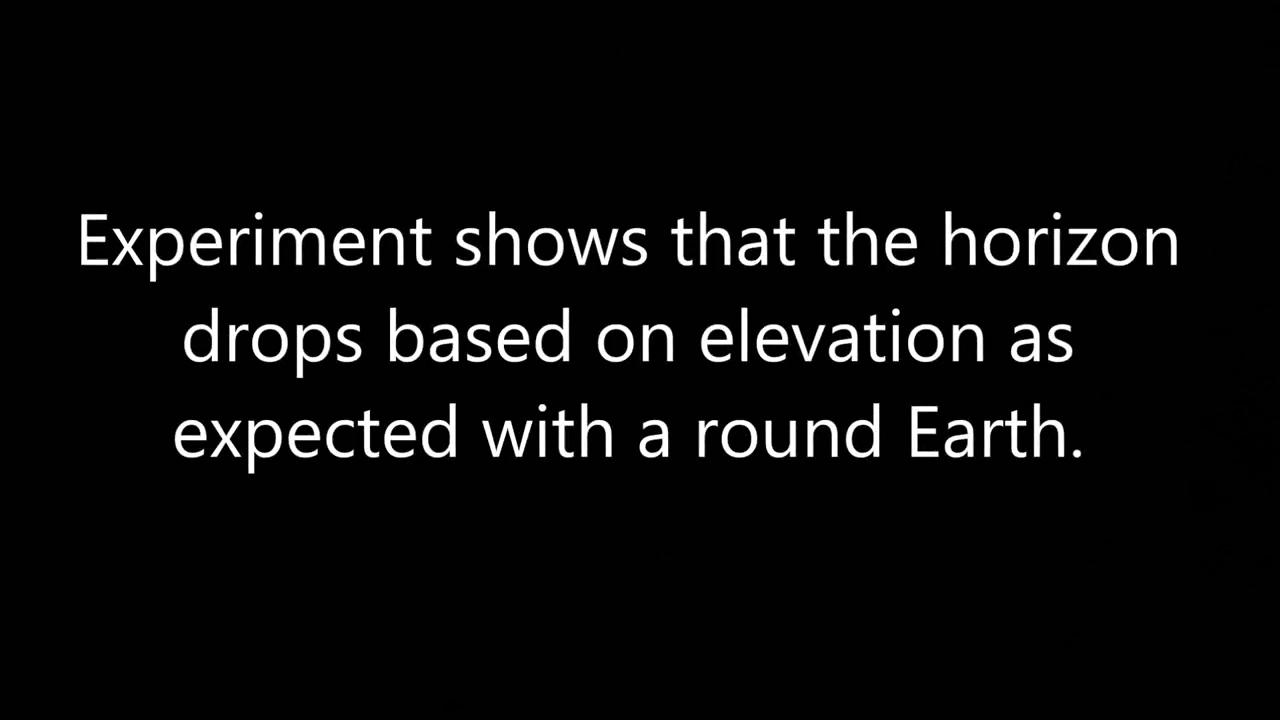 Experiment shows that the horizon
drops based on elevation as
expected with a round Earth.